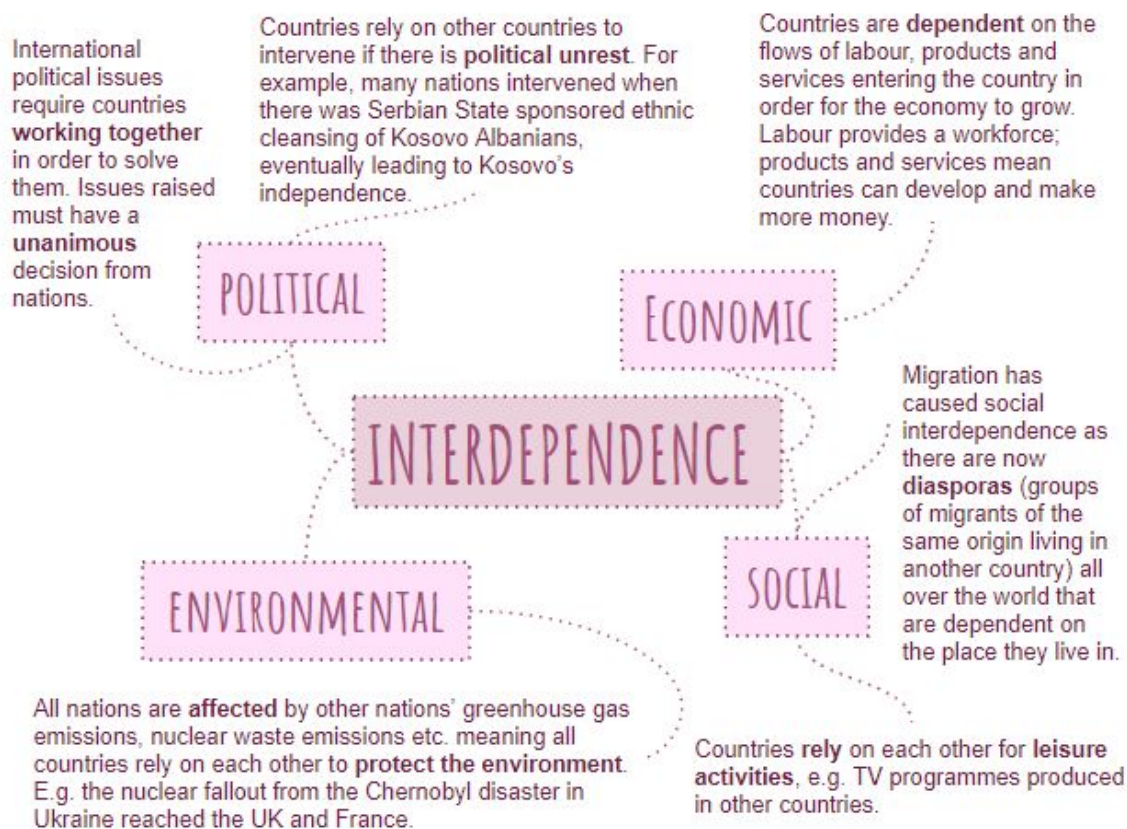 International
political issues
require countries
working together
in order to solve
them. Issues raised
must have a
unanimous
decision from
nations.
Countries rely on other countries to
intervene if there is political unrest. For
example, many nations intervened when
there was Serbian State sponsored ethnic
cleansing of Kosovo Albanians,
eventually leading to Kosovo's
independence.
Countries are dependent on the
flows of labour, products and
services entering the country in
order for the economy to grow.
Labour provides a workforce;
products and services mean
countries can develop and make
more money.
POLITICAL
ECONOMIC
INTERDEPENDENCE
Migration has
caused social
interdependence as
there are now
diasporas (groups
of migrants of the
same origin living in
another country) all
over the world that
are dependent on
the place they live in.
ENVIRONMENTAL
SOCIAL
All nations are affected by other nations' greenhouse gas
emissions, nuclear waste emissions etc. meaning all
countries rely on each other to protect the environment.
E.g. the nuclear fallout from the Chernobyl disaster in
Ukraine reached the UK and France.
Countries rely on each other for leisure
activities, e.g. TV programmes produced
in other countries.